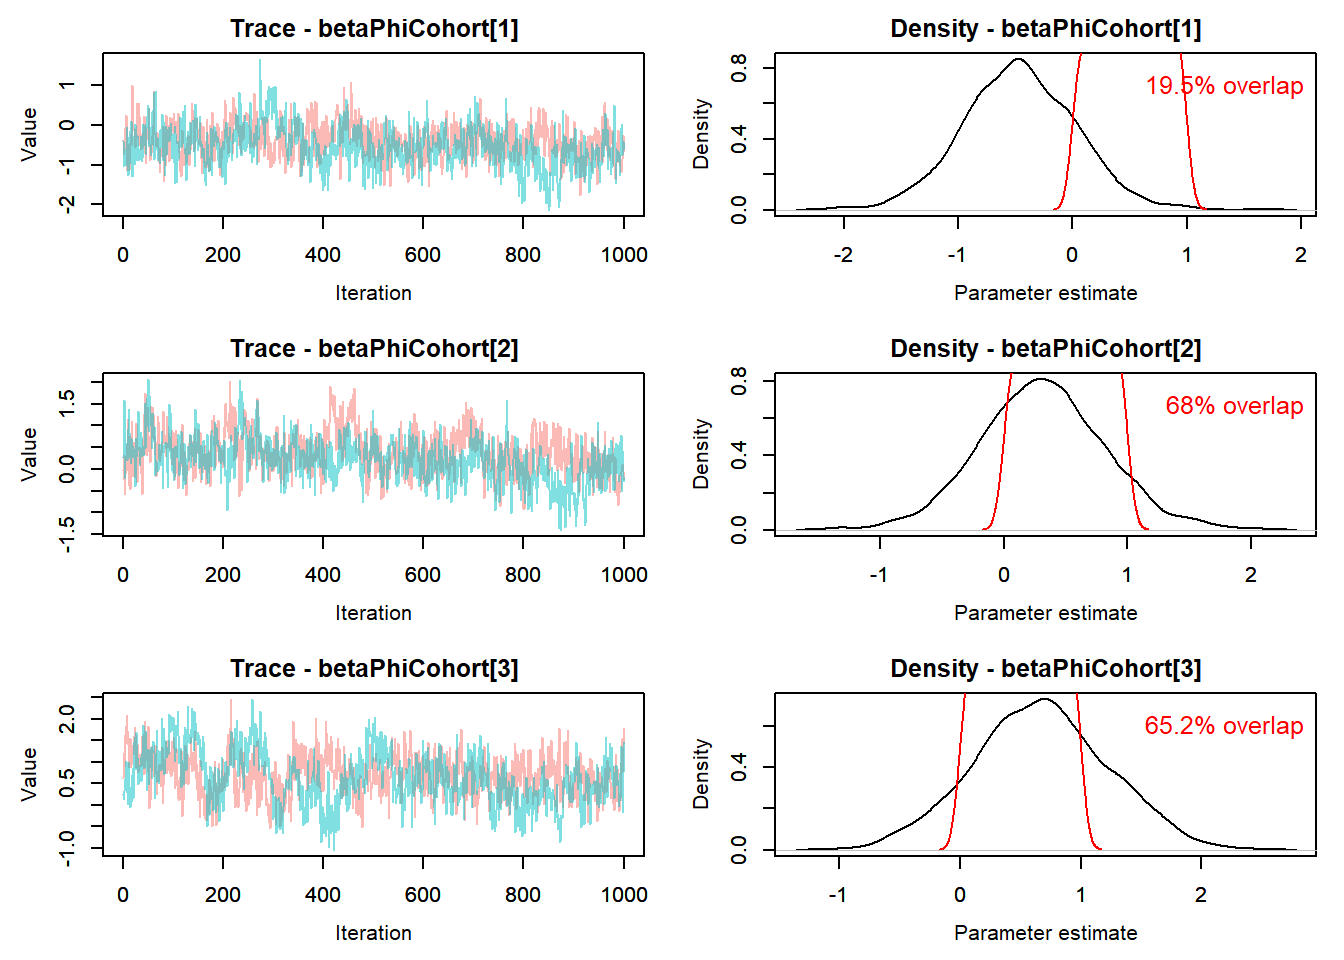 Trace - betaPhiCohort[1]
Value
1
0
-1
-2
0 200 400 600 800 1000
Iteration
Density - betaPhiCohort[1]
19.5% overlap
Density
0.8
0.4
0.0
-2 -1 0 1 2
Parameter estimate
Trace - betaPhiCohort[2]
Value
1.5
0.0
-1.5
0 200 400 600 800 1000
Iteration
Density - betaPhiCohort[2]
68% overlap
Density
0.8
0.4
0.0
-1 0 1 2
Parameter estimate
Trace - betaPhiCohort[3]
Value
2.0
0.5
-1.0
0 200 400 600 800 1000
Iteration
Density - betaPhiCohort[3]
65.2% overlap
Density
0.4
0.0
-1 0 1 2
Parameter estimate